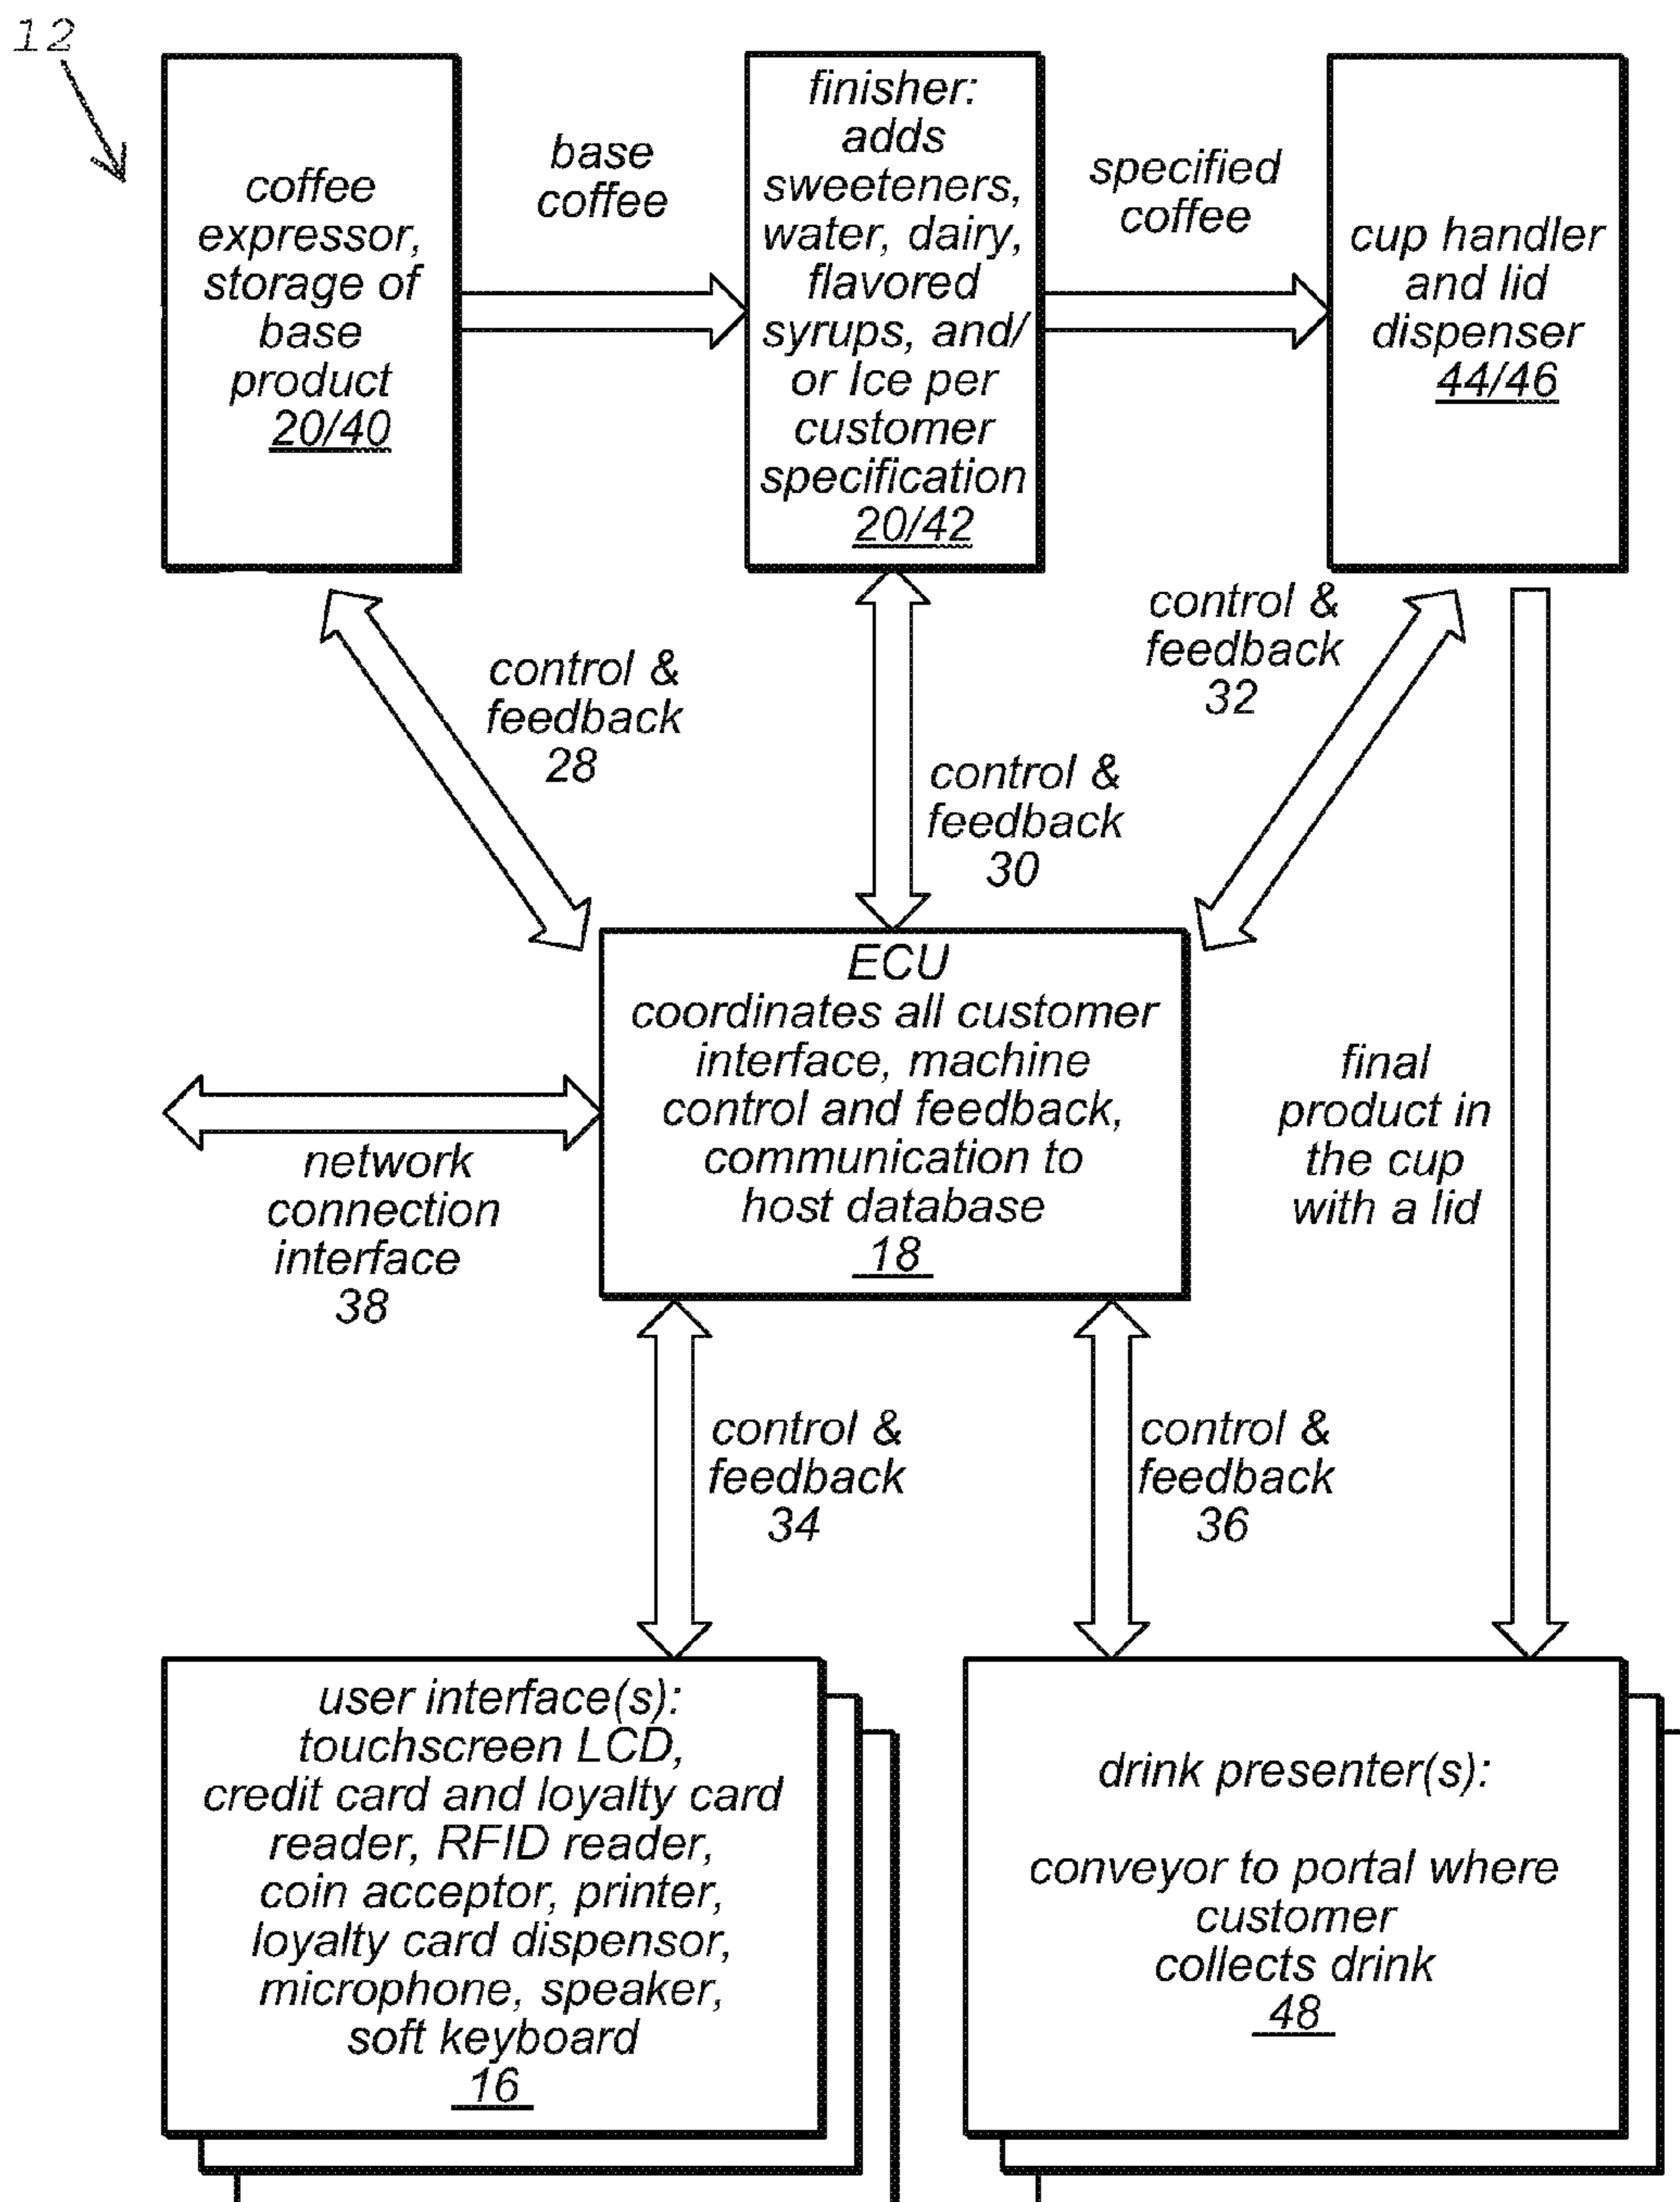 12
coffee
expressor,
storage of
base
product
20/40
base
coffee
finisher:
adds
sweeteners,
water, dairy,
flavored
syrups, and/
or Ice per
customer
specification
20/42
specified
coffee
cup handler
and lid
dispenser
44/46
control &
feedback
28
control &
feedback
30
control &
feedback
32
ECU
coordinates all customer
interface, machine
control and feedback,
communication to
host database
18
network
connection
interface
38
final
product in
the cup
with a lid
control &
feedback
34
control &
feedback
36
user interface(s):
touchscreen LCD,
credit card and loyalty card
reader, RFID reader,
coin acceptor, printer,
loyalty card dispensor,
microphone, speaker,
soft keyboard
16
drink presenter(s):
conveyor to portal where
customer
collects drink
48